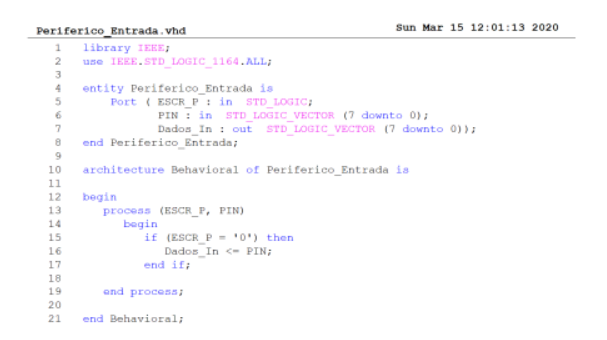 Periferico_Entrada.vhd Sun Mar 15 12:01:13 2020
1 library IEEE;
2 use IEEE.STD_LOGIC_1164.ALL;
3
4 entity Periferico_Entrada is
5 Port ( ESCR_P : in STD_LOGIC;
6 PIN : in STD_LOGIC_VECTOR (7 downto 0);
7 Dados_In : out STD_LOGIC_VECTOR (7 downto 0));
8 end Periferico_Entrada;
9
10 architecture Behavioral of Periferico_Entrada is
11
12 begin
13 process (ESCR_P, PIN)
14 begin
15 if (ESCR_P = '0') then
16 Dados_In <= PIN;
17 end if;
18
19 end process;
20
21 end Behavioral;